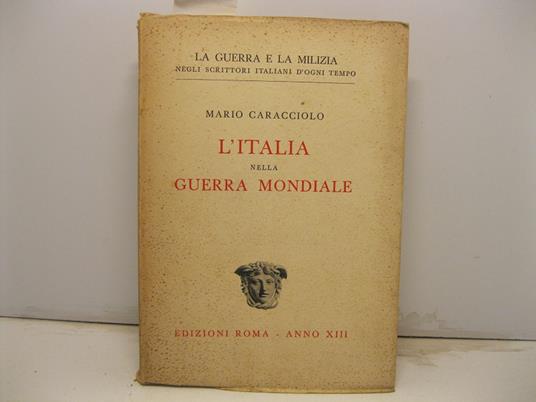 LA GUERRA E LA MILIZIA
NEGLI SCRITTORI ITALIANI D'OGNI TEMPO
MARIO CARACCIOLO
L'ITALIA
NELLA
GUERRA MONDIALE
EDIZIONI ROMA - ANNO XIII